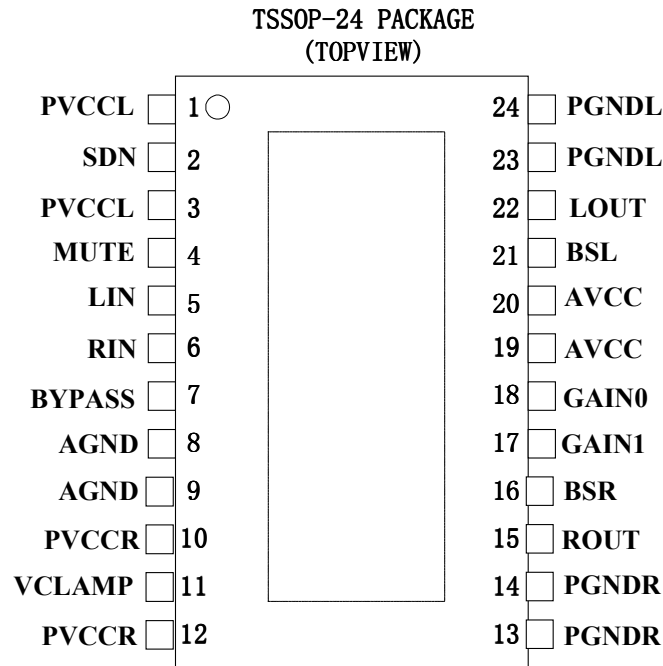 TSSOP-24 PACKAGE
(TOPVIEW)
PVCCL 1 24 PGNDL
SDN 2 23 PGNDL
PVCCL 3 22 LOUT
MUTE 4 21 BSL
LIN 5 20 AVCC
RIN 6 19 AVCC
BYPASS 7 18 GAIN0
AGND 8 17 GAIN1
AGND 9 16 BSR
PVCCR 10 15 ROUT
VCLAMP 11 14 PGNDR
PVCCR 12 13 PGNDR